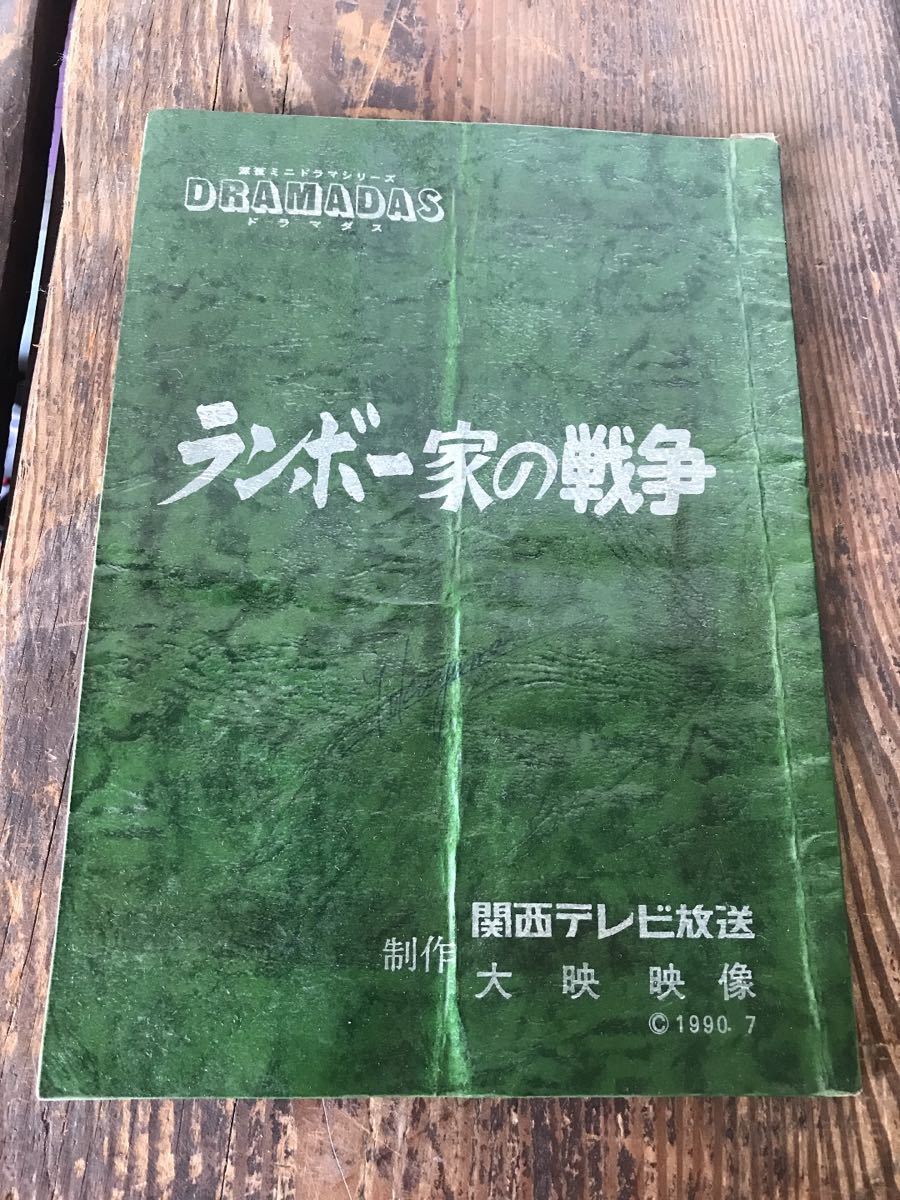 深夜ミニドラマシリーズ
DRAMADAS
ドラマダス
ランボー家の戦争
制作
関西テレビ放送
大映映像
©1990.7